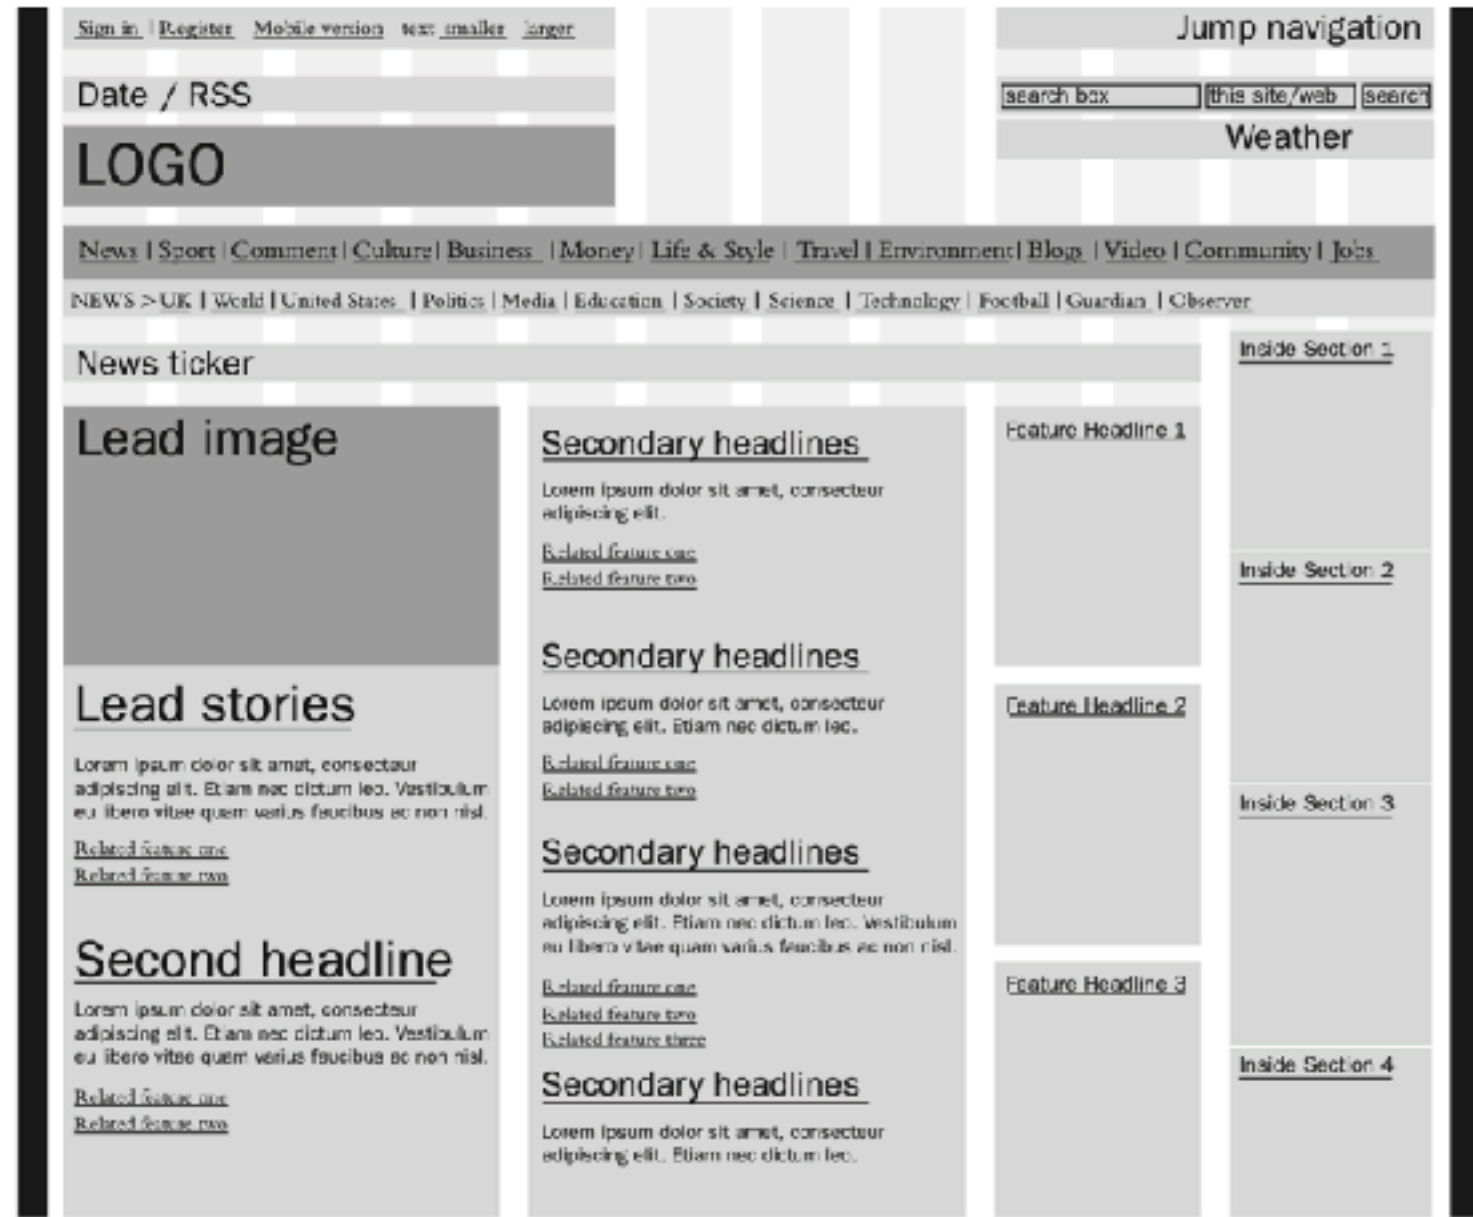 Sign in | Register Mobile version text smaller larger
Jump navigation
Date / RSS
search box this site/web search
LOGO
Weather
News | Sport | Comment | Culture | Business | Money | Life & Style | Travel | Environment | Blogs | Video | Community | Jobs
NEWS > UK | World | United States | Politics | Media | Education | Society | Science | Technology | Football | Guardian | Observer
News ticker
Lead image
Lead stories
Lorem ipsum dolor sit amet, consecteur
adipiscing elit. Etiam nec dictum leo. Vestibulum
eu libero vitae quam varius faucibus ac non nisl.
Related feature one
Related feature two
Second headline
Lorem ipsum dolor sit amet, consecteur
adipiscing elit. Etiam nec dictum leo. Vestibulum
eu libero vitae quam varius faucibus ac non nisl.
Related feature one
Related feature two
Secondary headlines
Lorem ipsum dolor sit amet, consecteur
adipiscing elit.
Related feature one
Related feature two
Secondary headlines
Lorem ipsum dolor sit amet, consecteur
adipiscing elit. Etiam nec dictum leo.
Related feature one
Related feature two
Secondary headlines
Lorem ipsum dolor sit amet, consecteur
adipiscing elit. Etiam nec dictum leo. Vestibulum
eu libero vitae quam varius faucibus ac non nisl.
Related feature one
Related feature two
Related feature three
Secondary headlines
Lorem ipsum dolor sit amet, consecteur
adipiscing elit. Etiam nec dictum leo.
Feature Headline 1
Feature Headline 2
Feature Headline 3
Inside Section 1
Inside Section 2
Inside Section 3
Inside Section 4